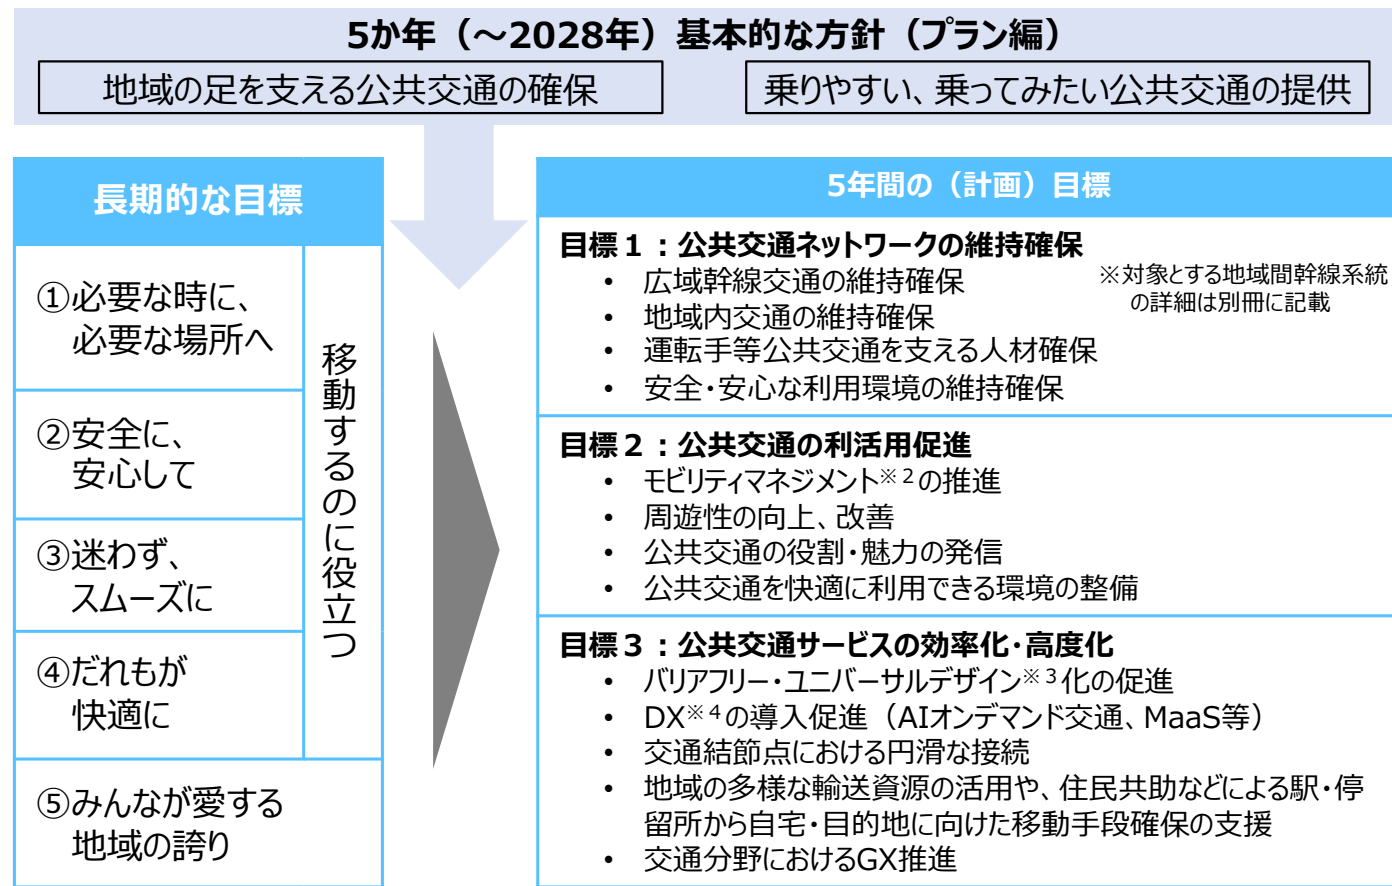 5か年（～2028年）基本的な方針（プラン編）
地域の足を支える公共交通の確保
乗りやすい、乗ってみたい公共交通の提供
長期的な目標
①必要な時に、
必要な場所へ
②安全に、
安心して
③迷わず、
スムーズに
④だれもが
快適に
移動するのに役立つ
⑤みんなが愛する
地域の誇り
5年間の（計画）目標
目標１：公共交通ネットワークの維持確保
• 広域幹線交通の維持確保
• 地域内交通の維持確保
• 運転手等公共交通を支える人材確保
• 安全・安心な利用環境の維持確保
※対象とする地域間幹線系統
の詳細は別冊に記載
目標２：公共交通の利活用促進
• モビリティマネジメント※２の推進
• 周遊性の向上、改善
• 公共交通の役割・魅力の発信
• 公共交通を快適に利用できる環境の整備
目標３：公共交通サービスの効率化・高度化
• バリアフリー・ユニバーサルデザイン※３化の促進
• DX※４の導入促進（AIオンデマンド交通、MaaS等）
• 交通結節点における円滑な接続
• 地域の多様な輸送資源の活用や、住民共助などによる駅・停
留所から自宅・目的地に向けた移動手段確保の支援
• 交通分野におけるGX推進